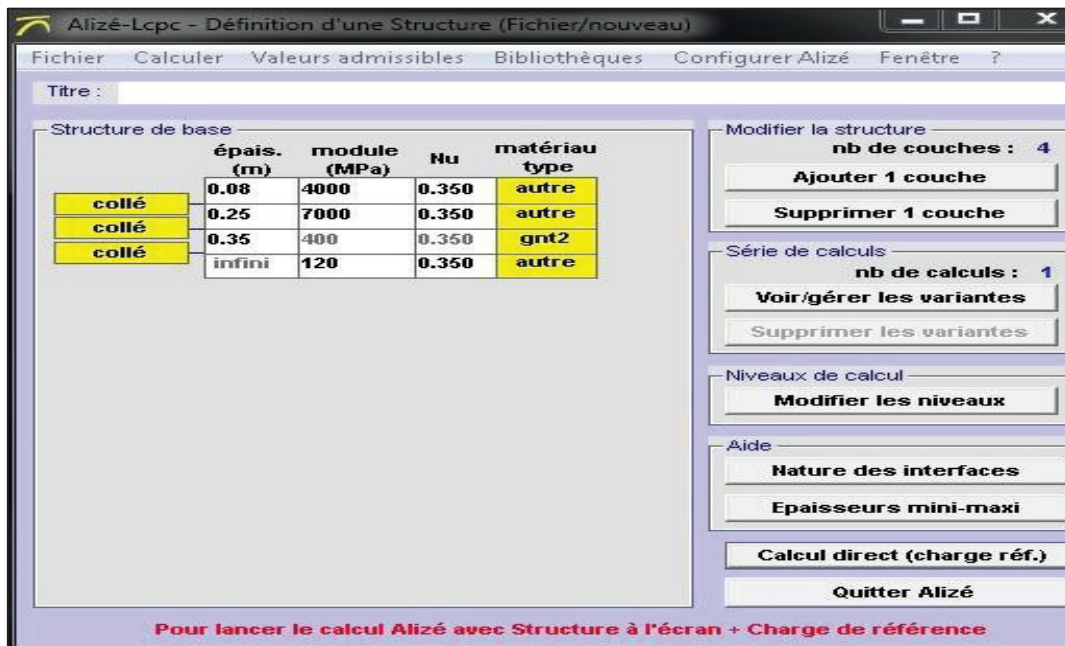 Alizé-Lcpc - Définition d'une Structure (Fichier/nouveau)
Fichier Calculer Valeurs admissibles Bibliothèques Configurer Alizé Fenêtre ?
Titre :
Structure de base
épais. (m) module (MPa) Nu matériau type
0.08 4000 0.350 autre
collé
0.25 7000 0.350 autre
collé
0.35 400 0.350 gnt2
collé
infini 120 0.350 autre
Modifier la structure
nb de couches : 4
Ajouter 1 couche
Supprimer 1 couche
Série de calculs
nb de calculs : 1
Voir/gérer les variantes
Supprimer les variantes
Niveaux de calcul
Modifier les niveaux
Aide
Nature des interfaces
Epaisseurs mini-maxi
Calcul direct (charge réf.)
Quitter Alizé
Pour lancer le calcul Alizé avec Structure à l'écran + Charge de référence